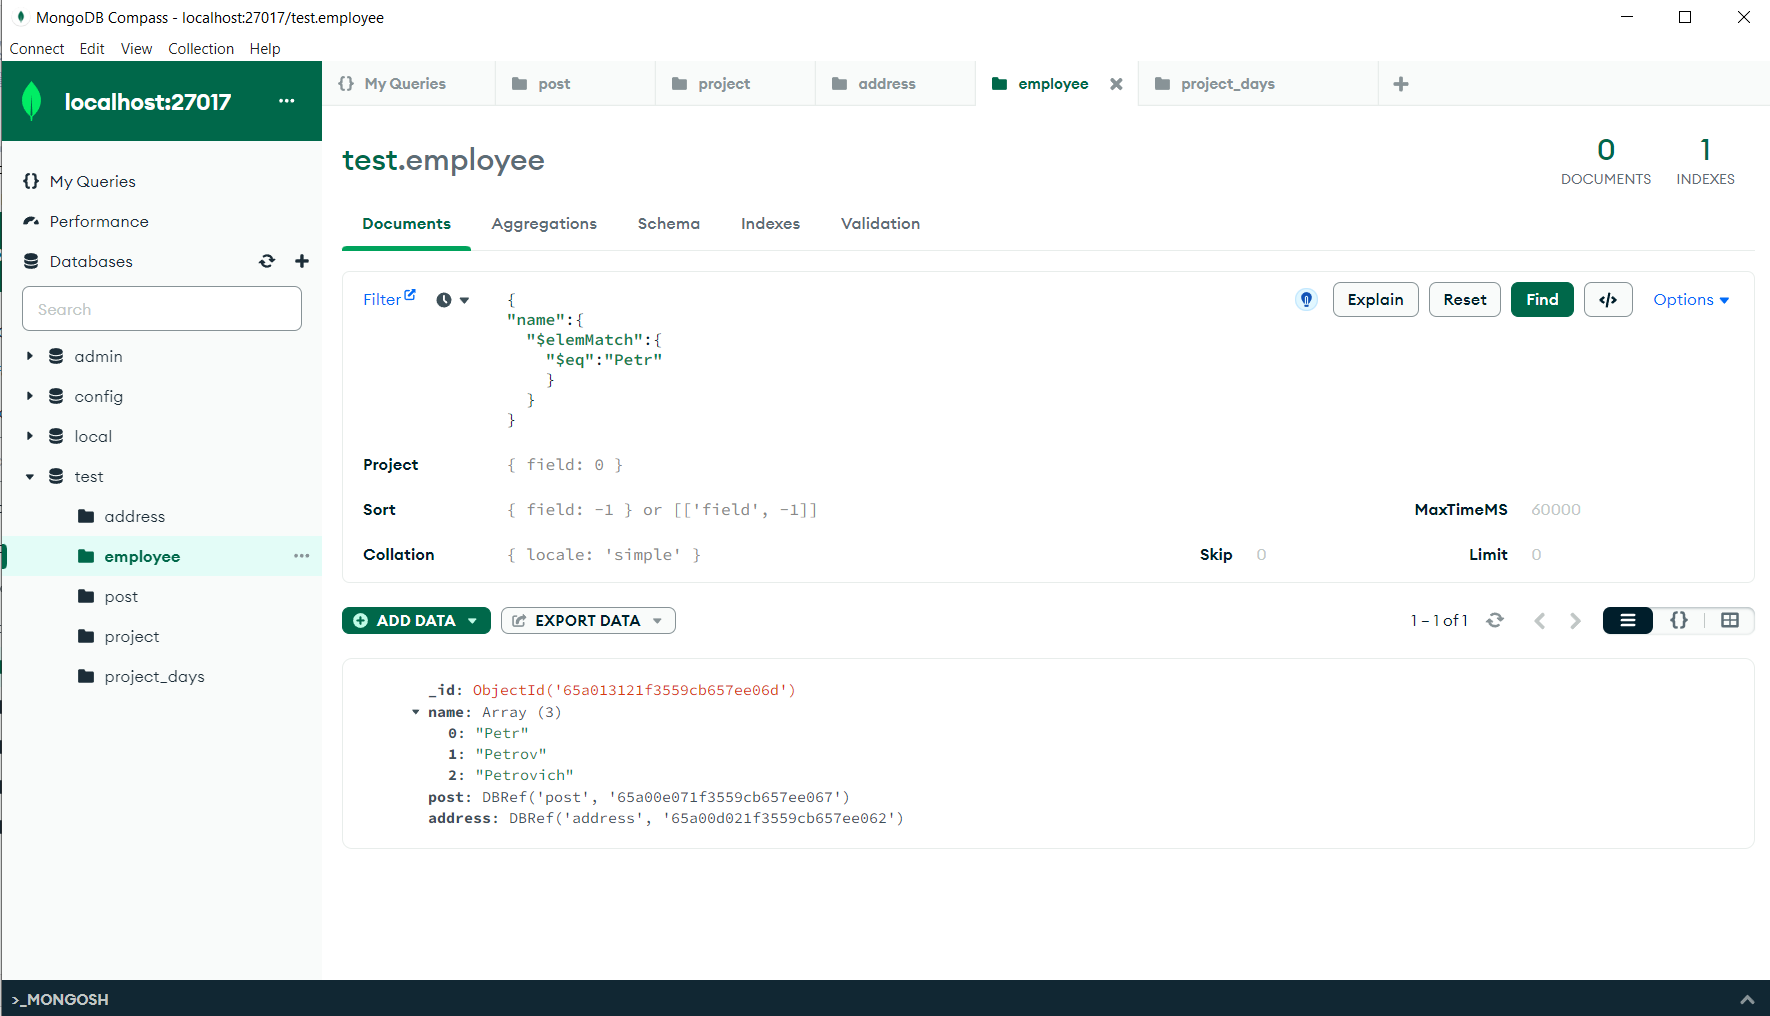 MongoDB Compass - localhost:27017/test.employee
Connect Edit View Collection Help
localhost:27017 ···
{} My Queries
Performance
Databases
Search
admin
config
local
test
address
employee ···
post
project
project_days
{} My Queries post project address employee project_days +
test.employee
0 DOCUMENTS
1 INDEXES
Documents Aggregations Schema Indexes Validation
Filter
{
"name":{
"$elemMatch":{
"$eq":"Petr"
}
}
}
Explain Reset Find </> Options
Project { field: 0 }
Sort { field: -1 } or [['field', -1]] MaxTimeMS 60000
Collation { locale: 'simple' } Skip 0 Limit 0
ADD DATA EXPORT DATA 1 – 1 of 1 {}
_id: ObjectId('65a013121f3559cb657ee06d')
name: Array (3)
0: "Petr"
1: "Petrov"
2: "Petrovich"
post: DBRef('post', '65a00e071f3559cb657ee067')
address: DBRef('address', '65a00d021f3559cb657ee062')
>_MONGOSH